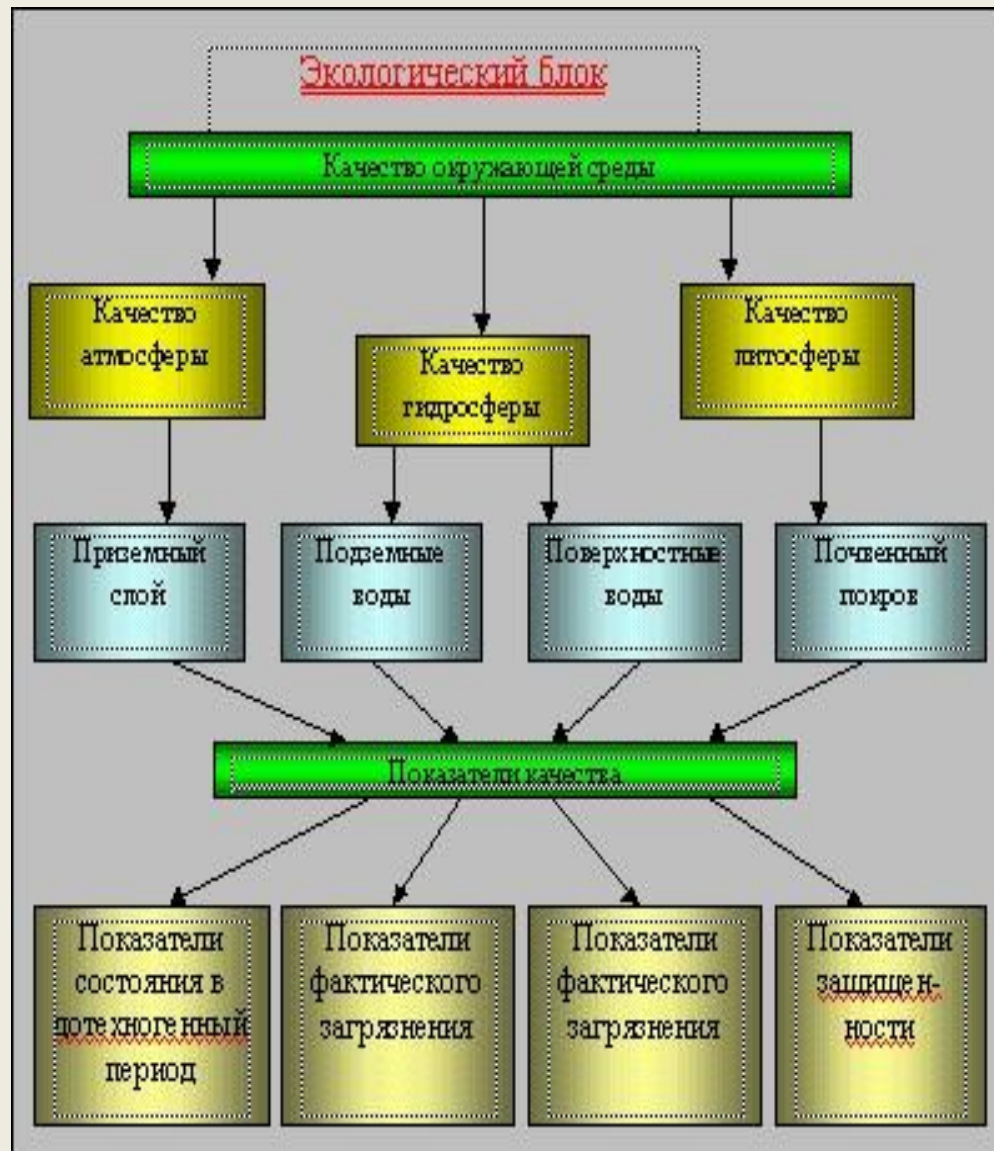 Экологический блок
Качество окружающей среды
Качество
атмосферы
Качество
гидросферы
Качество
литосферы
Приземный
слой
Подземные
воды
Поверхностные
воды
Почвенный
покров
Показатели качества
Показатели
состояния в
дотехногенный
период
Показатели
фактического
загрязнения
Показатели
фактического
загрязнения
Показатели
защищен-
ности